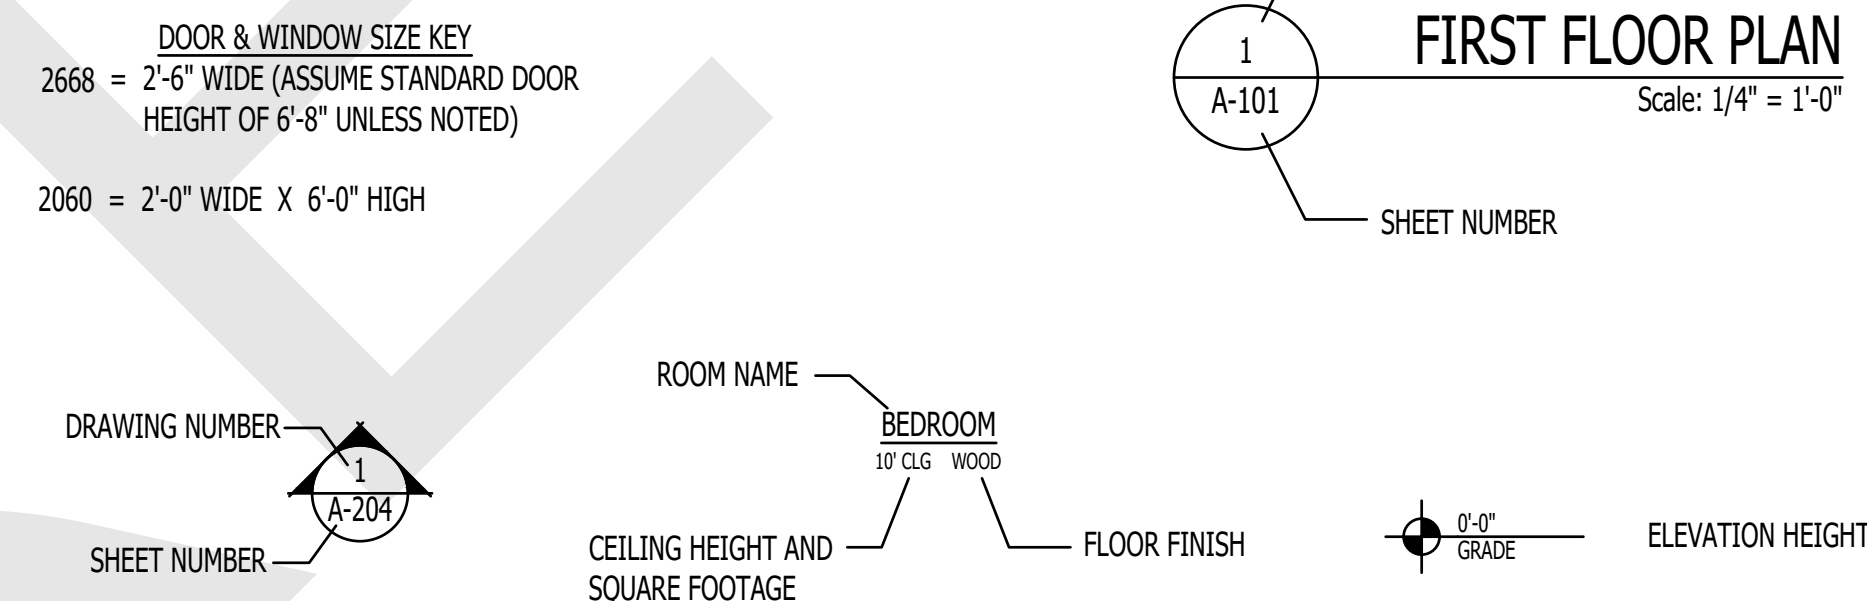 DOOR & WINDOW SIZE KEY
2668 = 2'-6" WIDE (ASSUME STANDARD DOOR
HEIGHT OF 6'-8" UNLESS NOTED)
2060 = 2'-0" WIDE X 6'-0" HIGH
1
A-101
FIRST FLOOR PLAN
Scale: 1/4" = 1'-0"
SHEET NUMBER
DRAWING NUMBER
1
A-204
SHEET NUMBER
ROOM NAME
BEDROOM
10' CLG WOOD
CEILING HEIGHT AND
SQUARE FOOTAGE
FLOOR FINISH
0'-0"
GRADE
ELEVATION HEIGHT